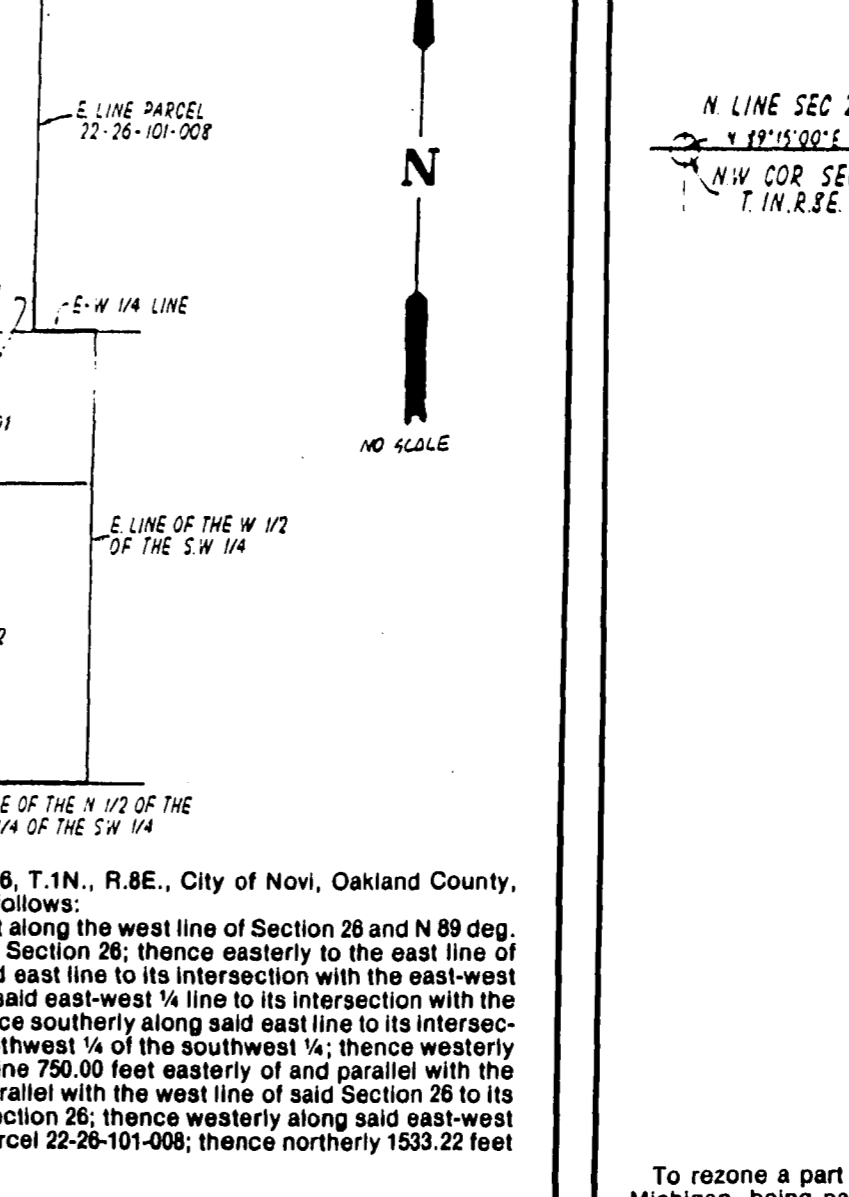 E. LINE PARCEL
22-26-101-008
N
E-W 1/4 LINE
NO SCALE
E. LINE OF THE W 1/2
OF THE S.W 1/4
E OF THE N 1/2 OF THE
1/4 OF THE SW 1/4
6, T.1N., R.8E., City of Novi, Oakland County,
ollows:
t along the west line of Section 26 and N 89 deg.
Section 26; thence easterly to the east line of
d east line to its intersection with the east-west
said east-west ¼ line to its intersection with the
ce southerly along said east line to its intersec-
thwest ¼ of the southwest ¼; thence westerly
ine 750.00 feet easterly of and parallel with the
rallel with the west line of said Section 26 to its
ection 26; thence westerly along said east-west
rcel 22-26-101-008; thence northerly 1533.22 feet
N. LINE SEC 2
N 89°15'00"E
N.W COR SEC
T. 1N.R.8E.
To rezone a part